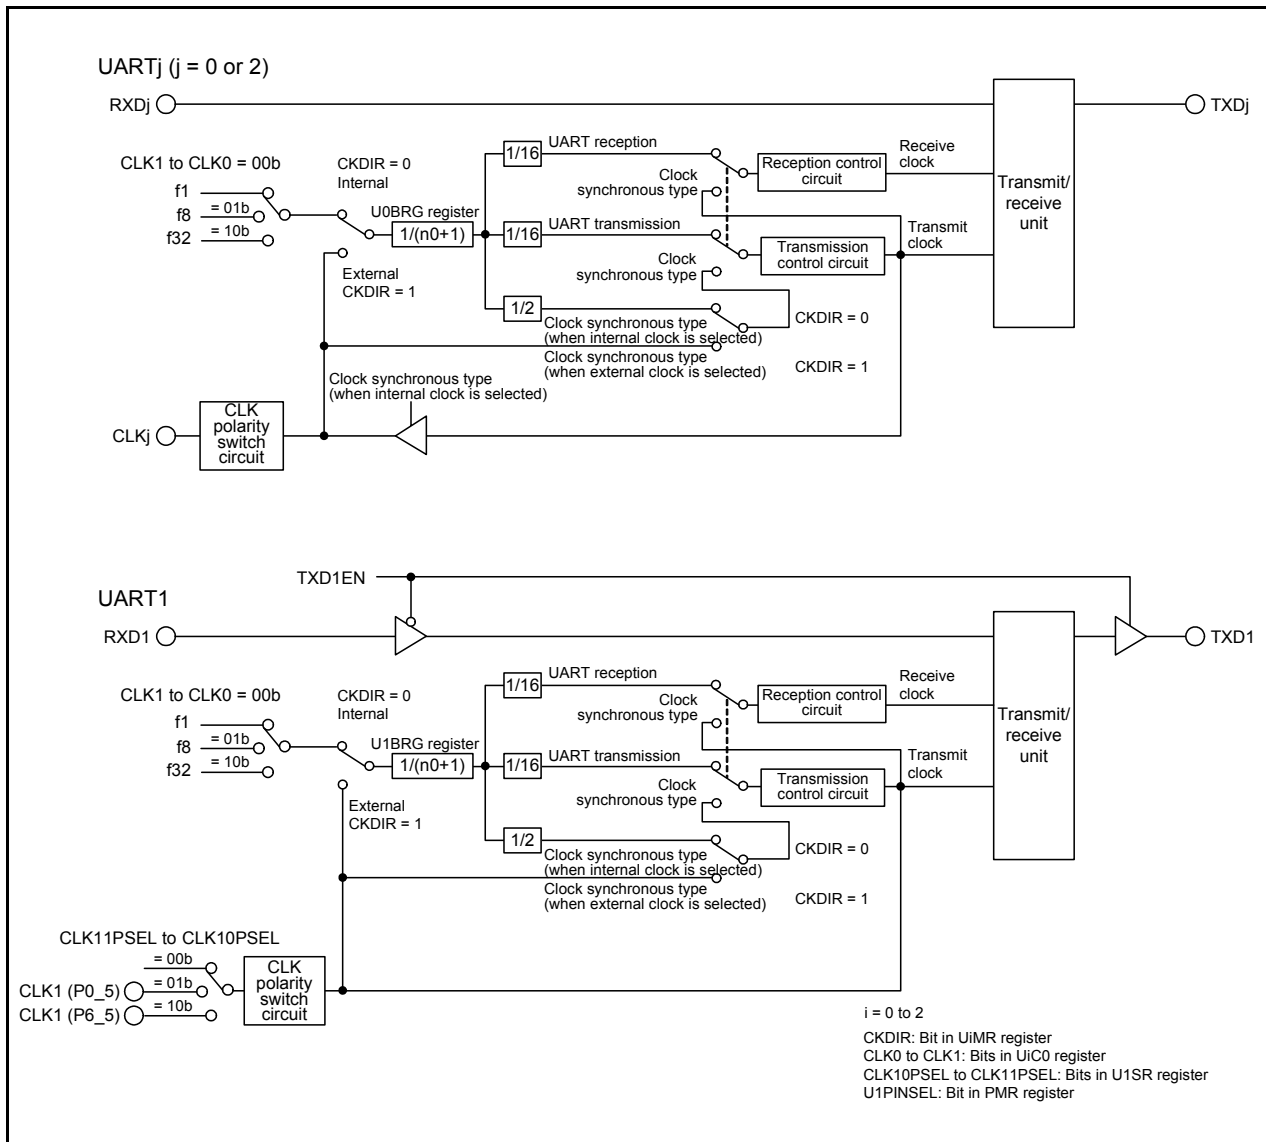 UARTj (j = 0 or 2)
RXDj
TXDj
CLK1 to CLK0 = 00b
f1
f8
= 01b
f32
= 10b
CKDIR = 0
Internal
U0BRG register
1/(n0+1)
External
CKDIR = 1
1/16
UART reception
Clock
synchronous type
1/16
UART transmission
Clock
synchronous type
1/2
Clock synchronous type
(when internal clock is selected)
Clock synchronous type
(when external clock is selected)
CKDIR = 0
CKDIR = 1
Reception control
circuit
Receive
clock
Transmission
control circuit
Transmit
clock
Transmit/
receive
unit
Clock synchronous type
(when internal clock is selected)
CLKj
CLK
polarity
switch
circuit
TXD1EN
UART1
RXD1
TXD1
CLK1 to CLK0 = 00b
f1
f8
= 01b
f32
= 10b
CKDIR = 0
Internal
U1BRG register
1/(n0+1)
External
CKDIR = 1
1/16
UART reception
Clock
synchronous type
1/16
UART transmission
Clock
synchronous type
1/2
Clock synchronous type
(when internal clock is selected)
Clock synchronous type
(when external clock is selected)
CKDIR = 0
CKDIR = 1
Reception control
circuit
Receive
clock
Transmission
control circuit
Transmit
clock
Transmit/
receive
unit
CLK11PSEL to CLK10PSEL
= 00b
CLK1 (P0_5)
= 01b
CLK1 (P6_5)
= 10b
CLK
polarity
switch
circuit
i = 0 to 2
CKDIR: Bit in UiMR register
CLK0 to CLK1: Bits in UiC0 register
CLK10PSEL to CLK11PSEL: Bits in U1SR register
U1PINSEL: Bit in PMR register